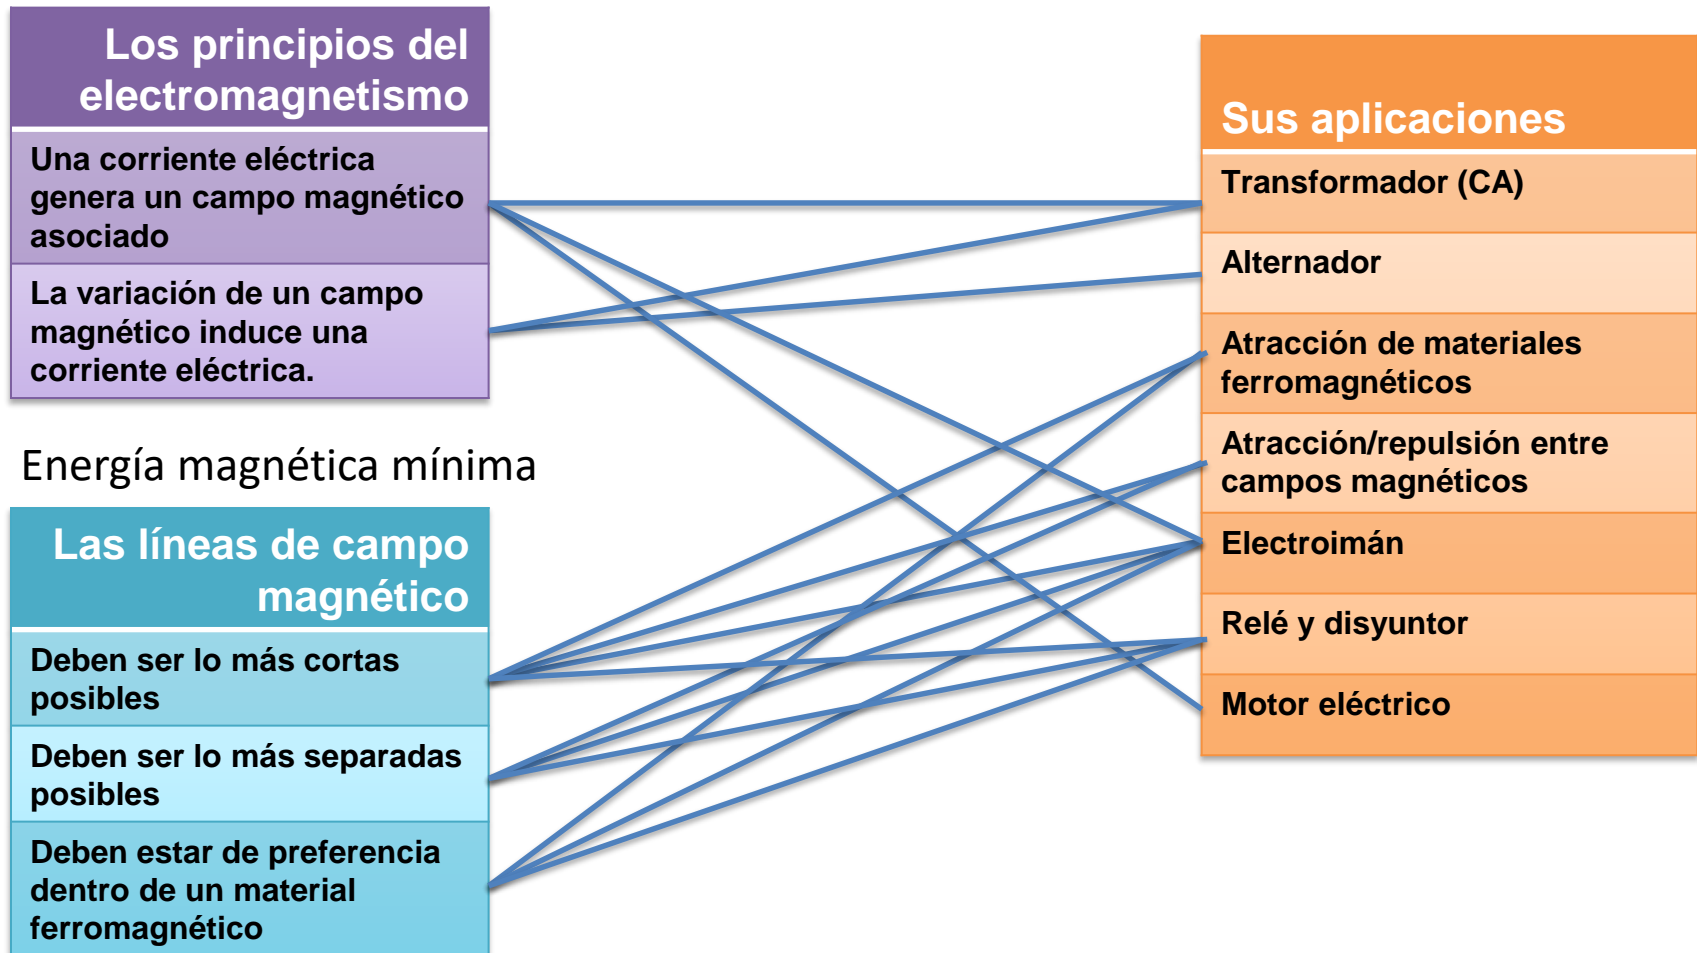 Los principios del
electromagnetismo
Una corriente eléctrica
genera un campo magnético
asociado
La variación de un campo
magnético induce una
corriente eléctrica.
Energía magnética mínima
Las líneas de campo
magnético
Deben ser lo más cortas
posibles
Deben ser lo más separadas
posibles
Deben estar de preferencia
dentro de un material
ferromagnético
Sus aplicaciones
Transformador (CA)
Alternador
Atracción de materiales
ferromagnéticos
Atracción/repulsión entre
campos magnéticos
Electroimán
Relé y disyuntor
Motor eléctrico